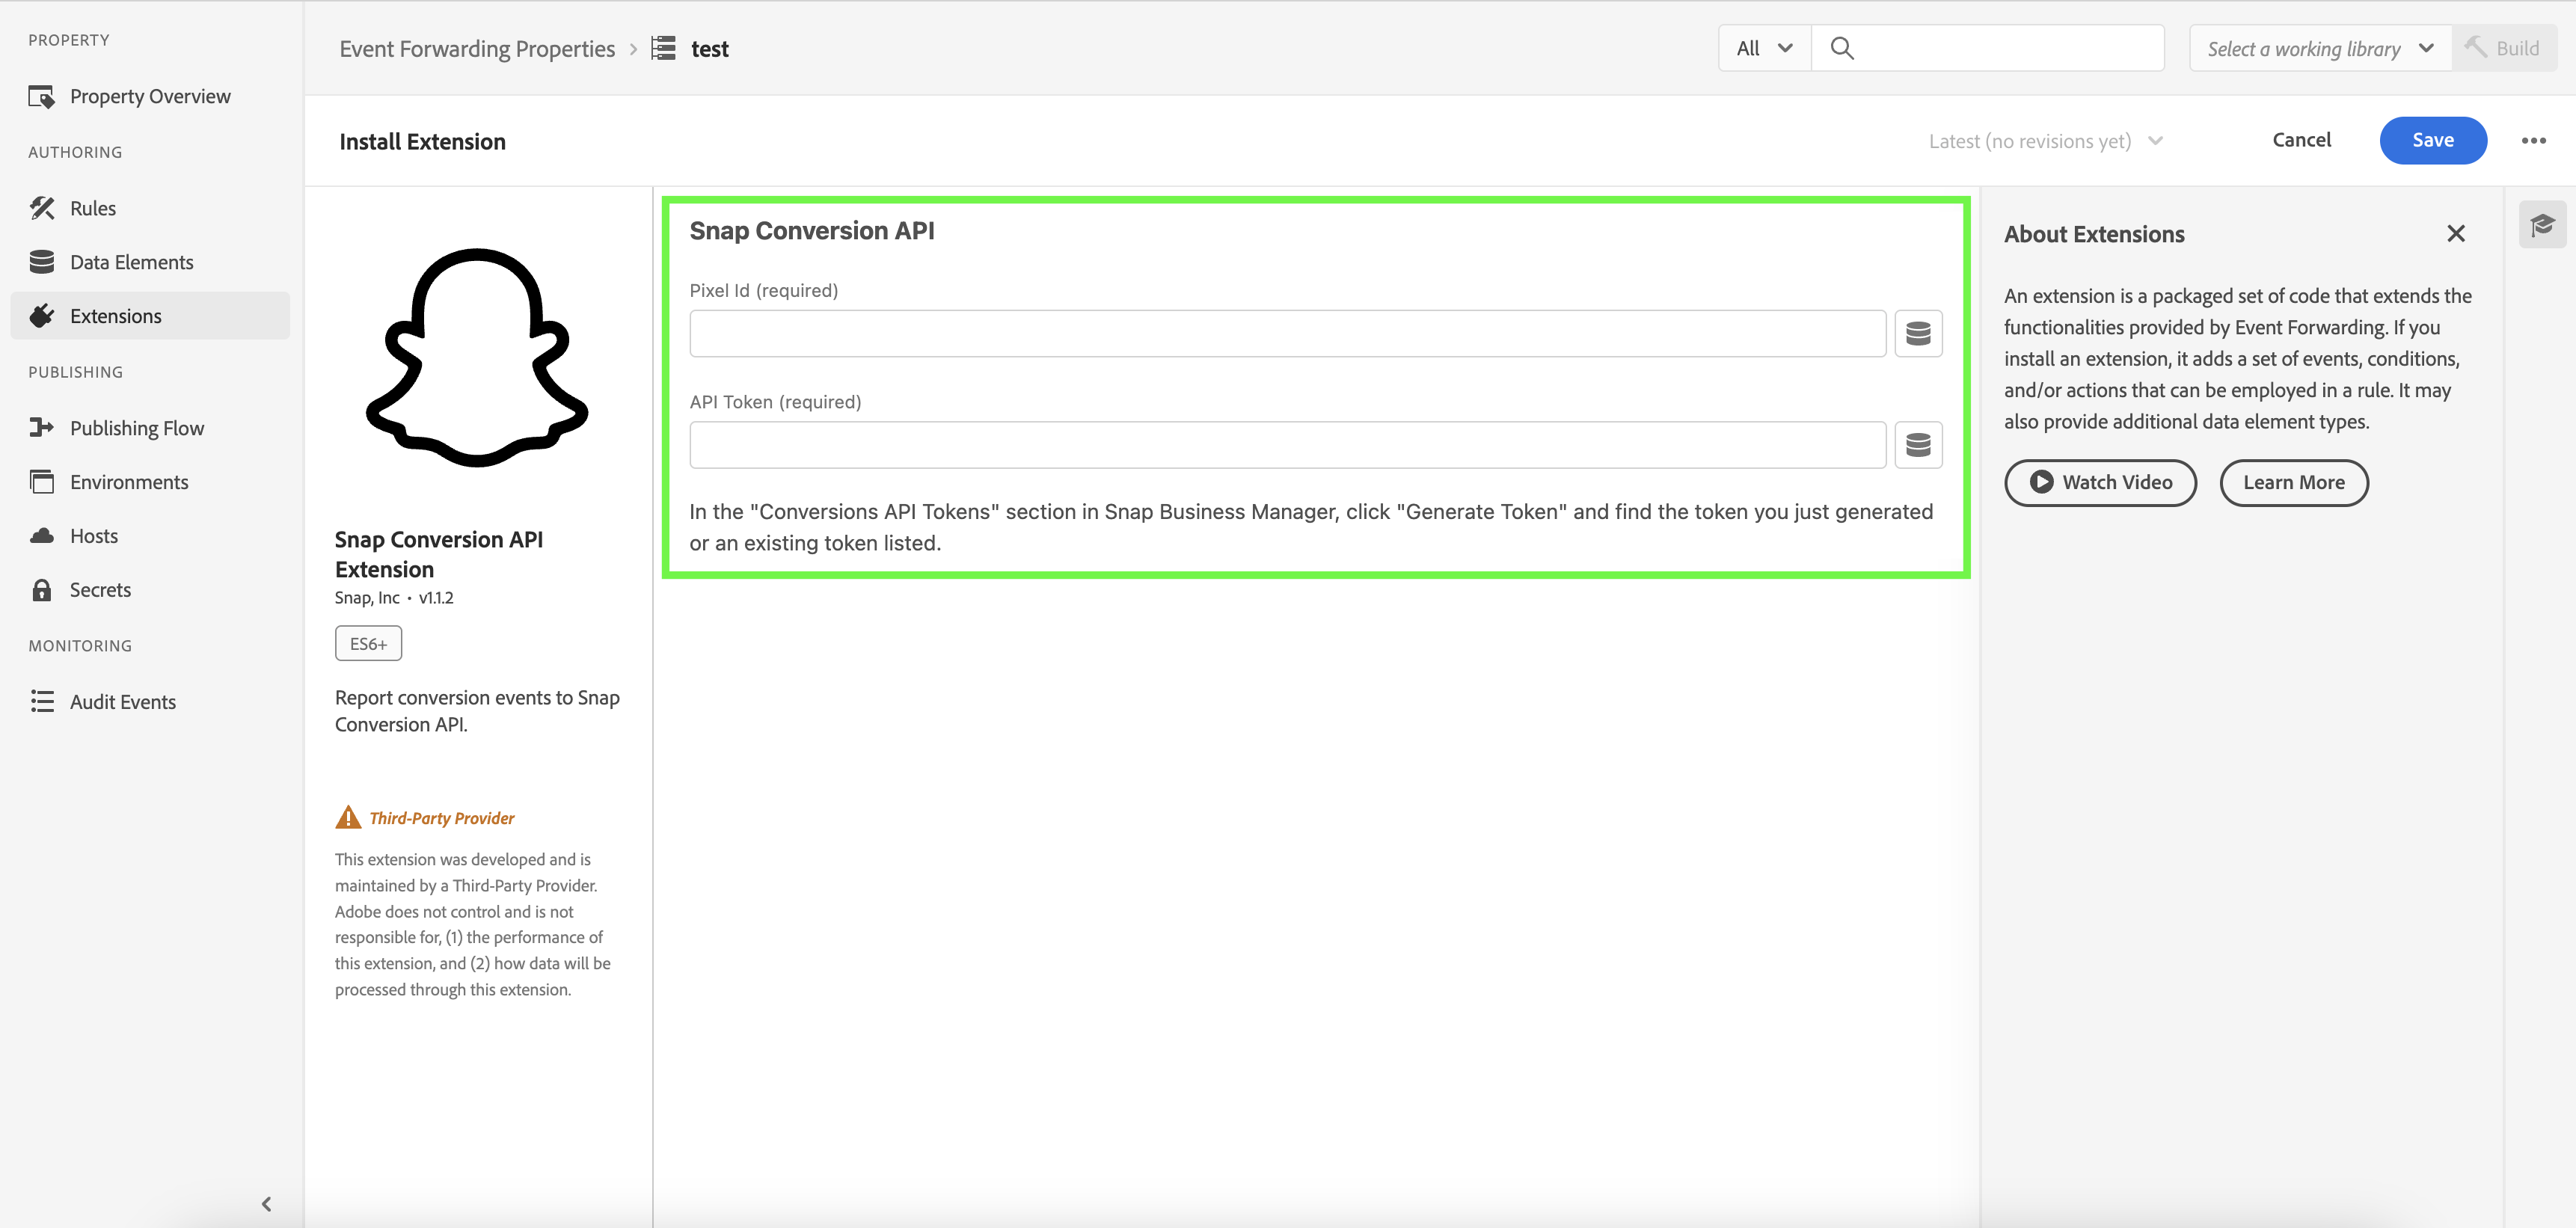 PROPERTY
Property Overview
AUTHORING
Rules
Data Elements
Extensions
PUBLISHING
Publishing Flow
Environments
Hosts
Secrets
MONITORING
Audit Events
Event Forwarding Properties > test
All
Select a working library
Build
Install Extension
Latest (no revisions yet)
Cancel
Save
Snap Conversion API
Extension
Snap, Inc • v1.1.2
ES6+
Report conversion events to Snap
Conversion API.
Third-Party Provider
This extension was developed and is
maintained by a Third-Party Provider.
Adobe does not control and is not
responsible for, (1) the performance of
this extension, and (2) how data will be
processed through this extension.
Snap Conversion API
Pixel Id (required)
API Token (required)
In the "Conversions API Tokens" section in Snap Business Manager, click "Generate Token" and find the token you just generated
or an existing token listed.
About Extensions
An extension is a packaged set of code that extends the
functionalities provided by Event Forwarding. If you
install an extension, it adds a set of events, conditions,
and/or actions that can be employed in a rule. It may
also provide additional data element types.
Watch Video
Learn More